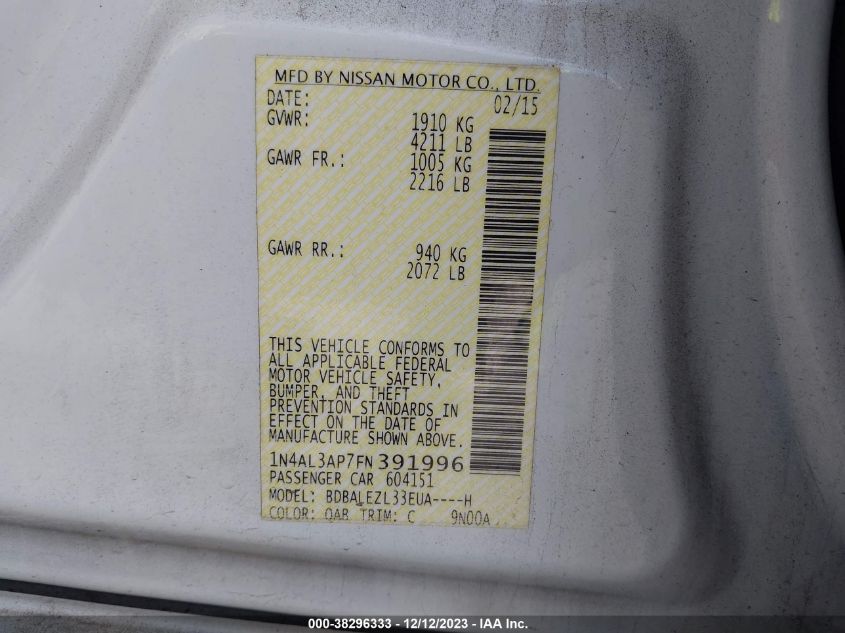 MFD BY NISSAN MOTOR CO., LTD.
DATE: 02/15
GVWR: 1910 KG
4211 LB
GAWR FR.: 1005 KG
2216 LB
GAWR RR.: 940 KG
2072 LB
THIS VEHICLE CONFORMS TO
ALL APPLICABLE FEDERAL
MOTOR VEHICLE SAFETY,
BUMPER, AND THEFT
PREVENTION STANDARDS IN
EFFECT ON THE DATE OF
MANUFACTURE SHOWN ABOVE.
1N4AL3AP7FN391996
PASSENGER CAR 604151
MODEL: BDBALEZL33EUA----H
COLOR: QAB TRIM: C 9N00A
000-38296333 - 12/12/2023 - IAA Inc.